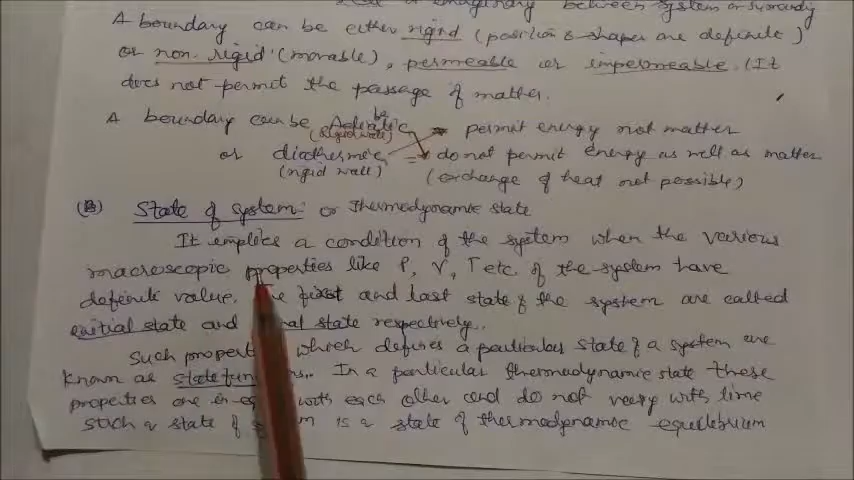 imaginary between system
A boundary can be either rigid (position & shapes are definite)
or non-rigid (movable), permeable or impermeable. (It
does not permit the passage of matter.
A boundary can be be
(rigid wall) permit energy not matter
or diathermic = do not permit energy as well as matter
(rigid wall) (exchange of heat not possible)
(B) State of system: or Thermodynamic state
It implies a condition of the system when the various
macroscopic properties like P, V, T etc. of the system have
definite value. first and last state of the system are called
initial state and state respectively.
Such which defines a particular state of a system are
known as state In a particular thermodynamic state these
properties are in with each other and do not vary with time
such a state of is a state of thermodynamic equilibrium